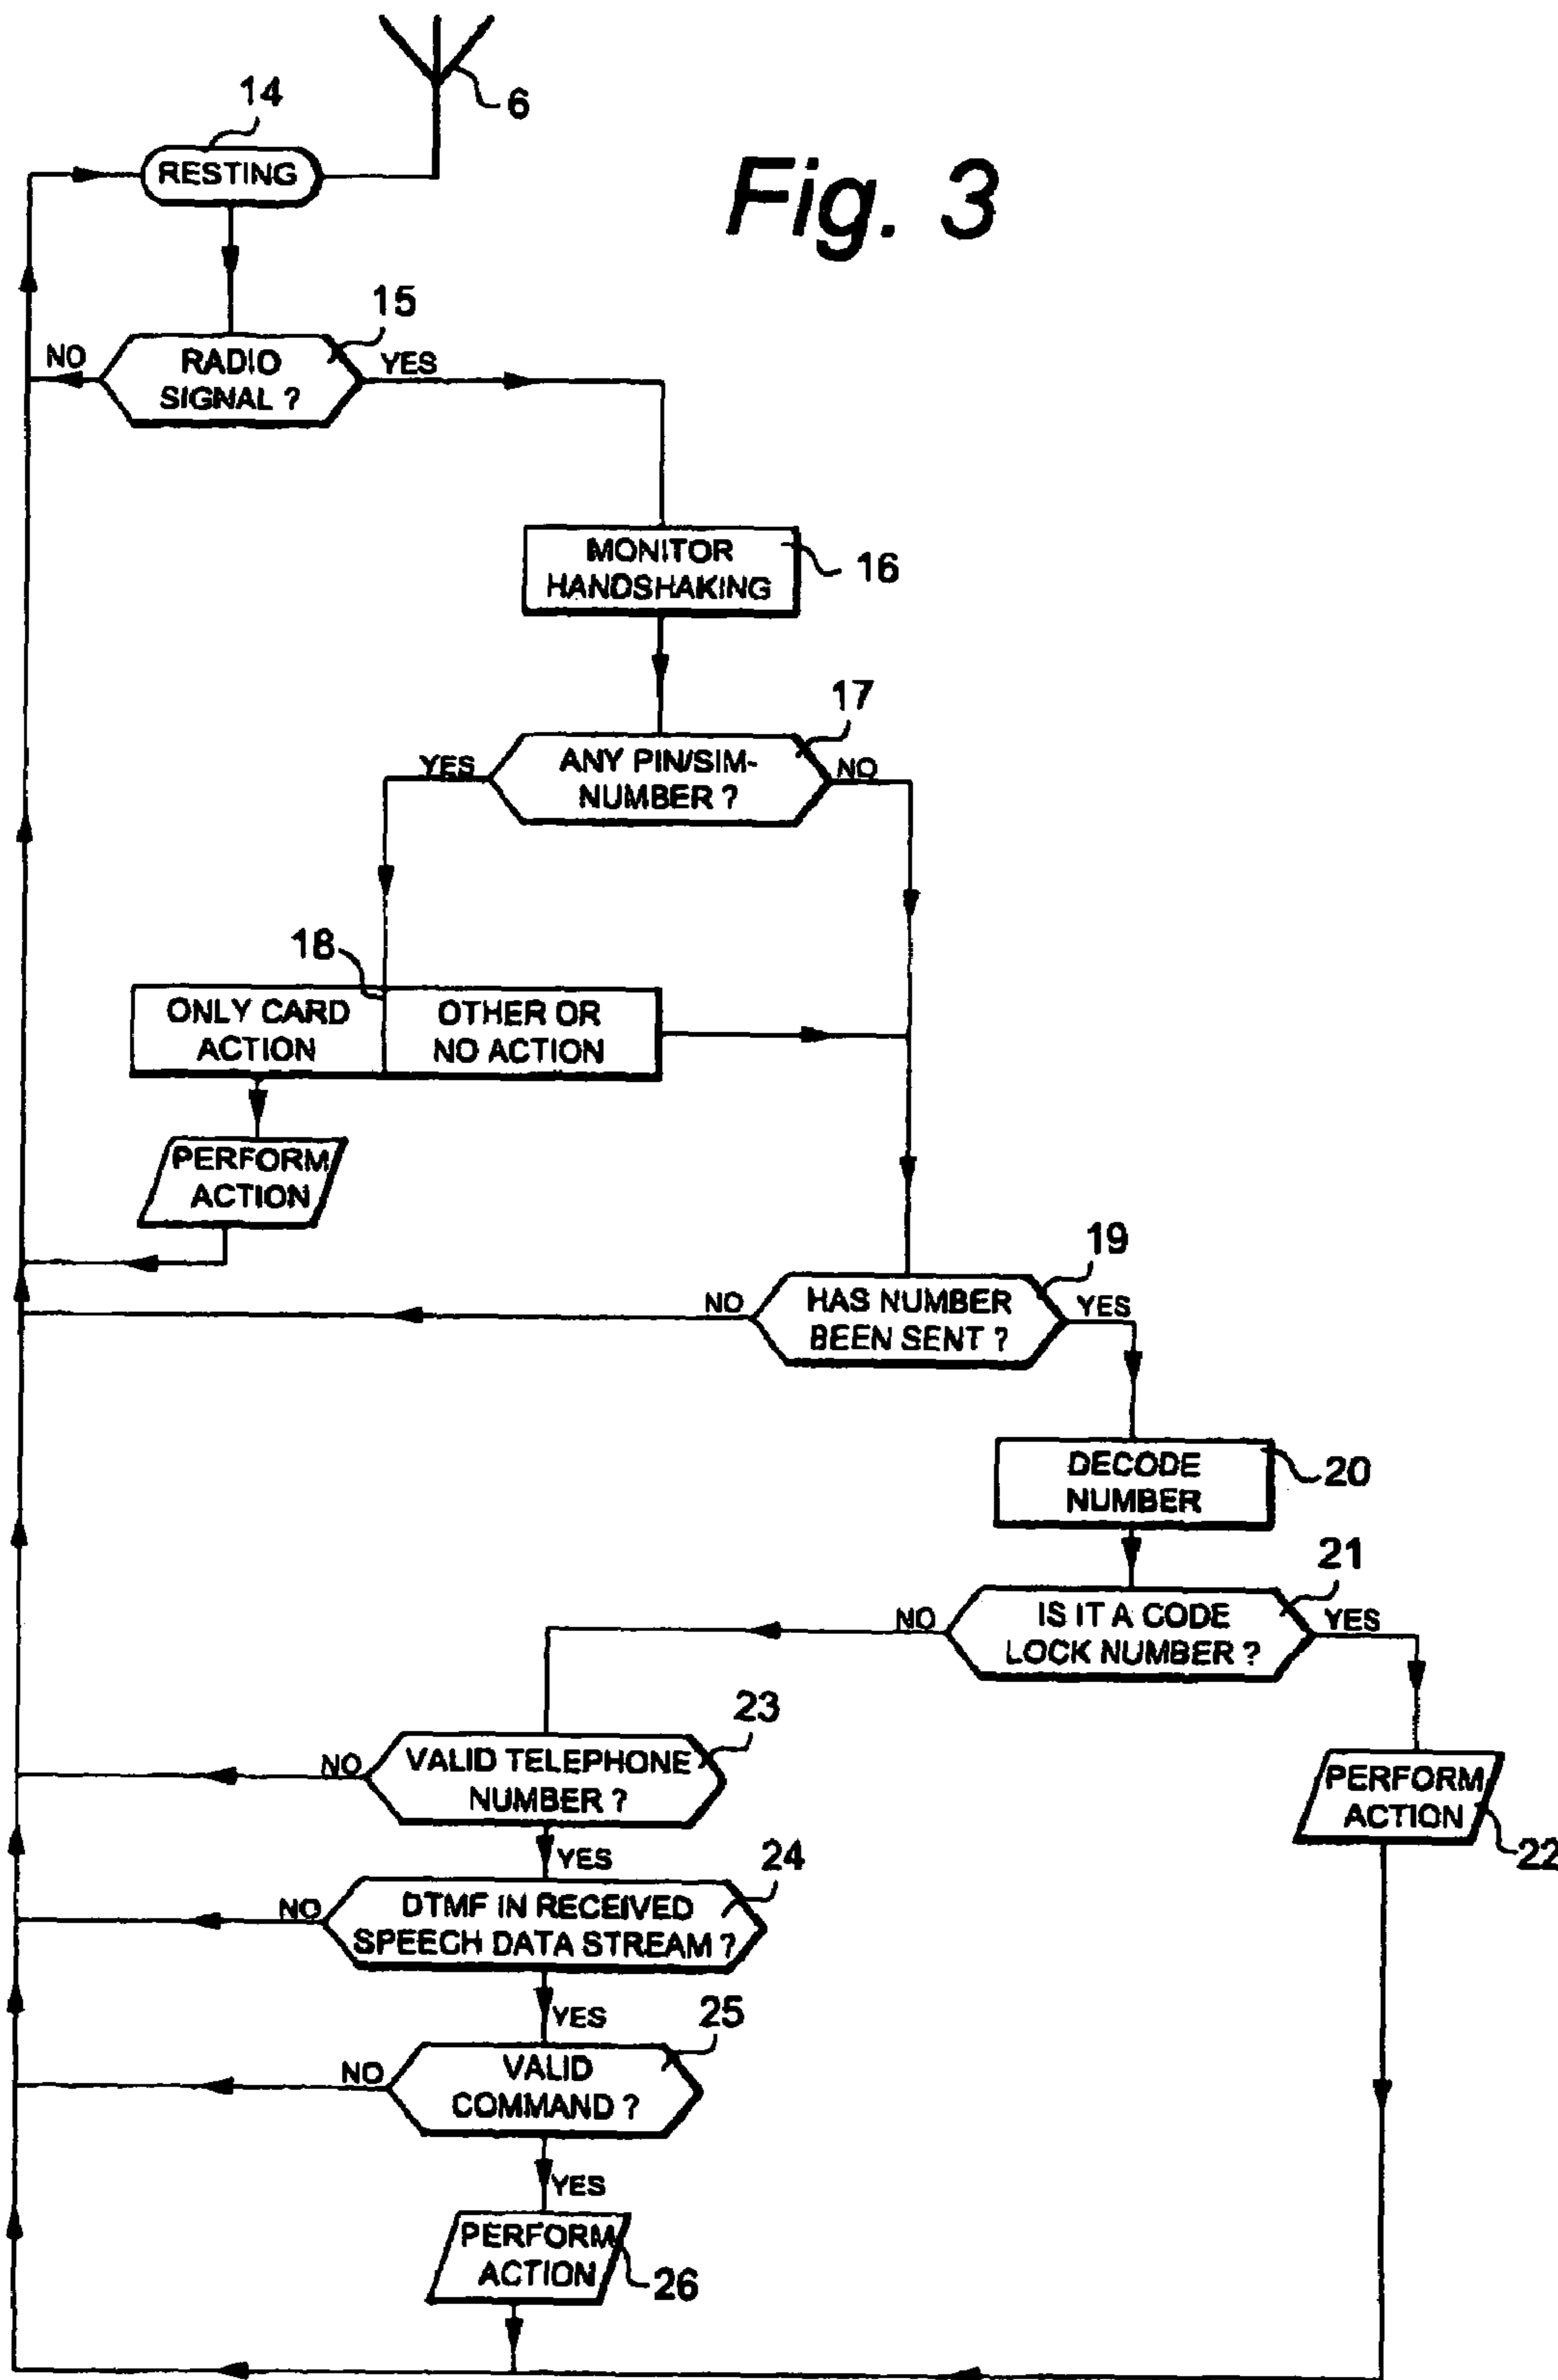 6
14
RESTING
Fig. 3
15
NO
RADIO
SIGNAL ?
YES
MONITOR
HANDSHAKING
16
17
YES
ANY PIN/SIM-
NUMBER ?
NO
18
ONLY CARD
ACTION
OTHER OR
NO ACTION
PERFORM
ACTION
19
NO
HAS NUMBER
BEEN SENT ?
YES
DECODE
NUMBER
20
21
NO
IS IT A CODE
LOCK NUMBER ?
YES
23
NO
VALID TELEPHONE
NUMBER ?
PERFORM
ACTION
22
YES
24
NO
DTMF IN RECEIVED
SPEECH DATA STREAM ?
YES
25
NO
VALID
COMMAND ?
YES
PERFORM
ACTION
26